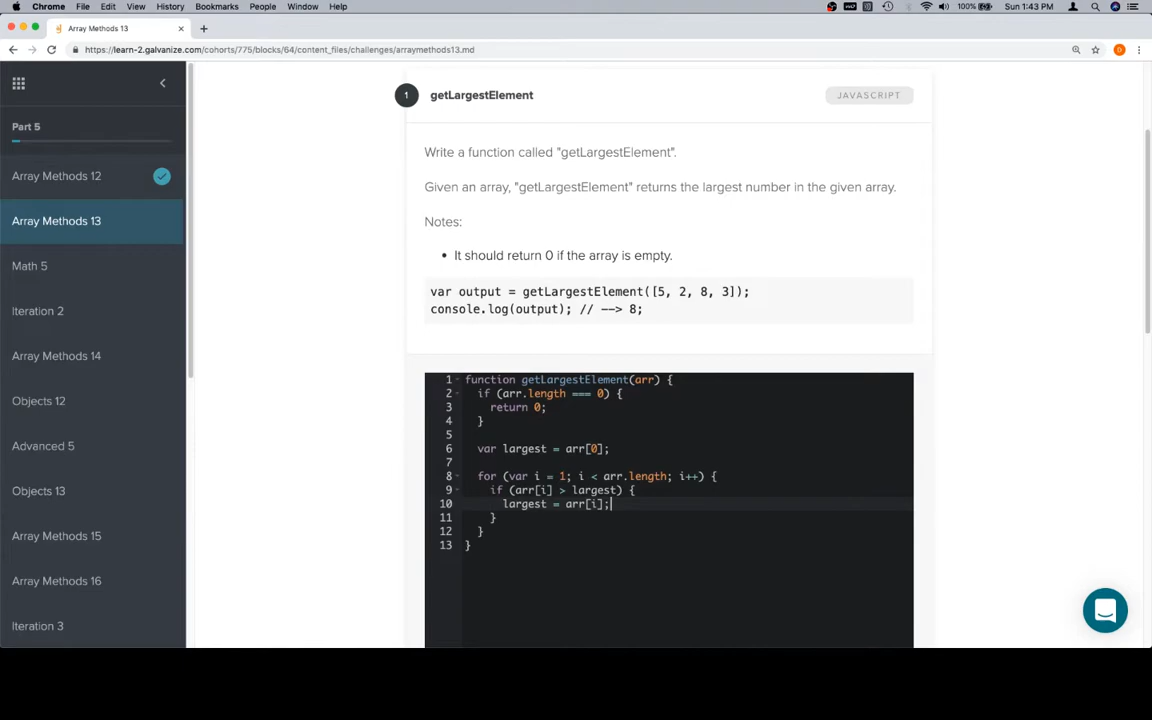 Chrome File Edit View History Bookmarks People Window Help 100% Sun 1:43 PM
Array Methods 13
https://learn-2.galvanize.com/cohorts/775/blocks/64/content_files/challenges/arraymethods13.md
Part 5
Array Methods 12
Array Methods 13
Math 5
Iteration 2
Array Methods 14
Objects 12
Advanced 5
Objects 13
Array Methods 15
Array Methods 16
Iteration 3
1 getLargestElement JAVASCRIPT
Write a function called "getLargestElement".
Given an array, "getLargestElement" returns the largest number in the given array.
Notes:
• It should return 0 if the array is empty.
var output = getLargestElement([5, 2, 8, 3]);
console.log(output); // --> 8;
1 function getLargestElement(arr) {
2 if (arr.length === 0) {
3 return 0;
4 }
5
6 var largest = arr[0];
7
8 for (var i = 1; i < arr.length; i++) {
9 if (arr[i] > largest) {
10 largest = arr[i];
11 }
12 }
13 }